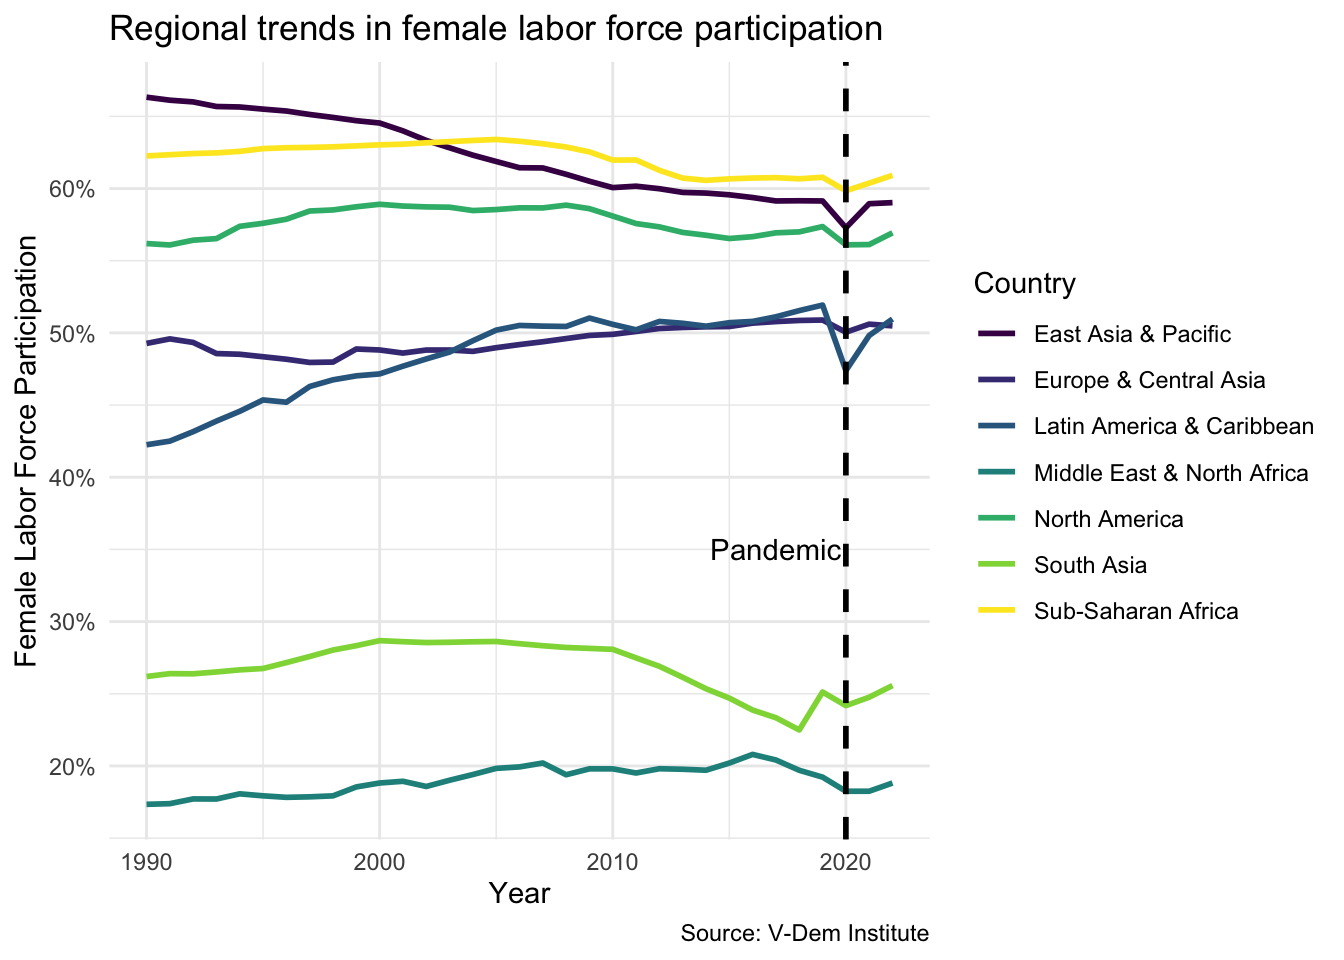 Regional trends in female labor force participation
Female Labor Force Participation
60%
50%
40%
30%
20%
Pandemic
1990 2000 2010 2020
Year
Country
East Asia & Pacific
Europe & Central Asia
Latin America & Caribbean
Middle East & North Africa
North America
South Asia
Sub-Saharan Africa
Source: V-Dem Institute